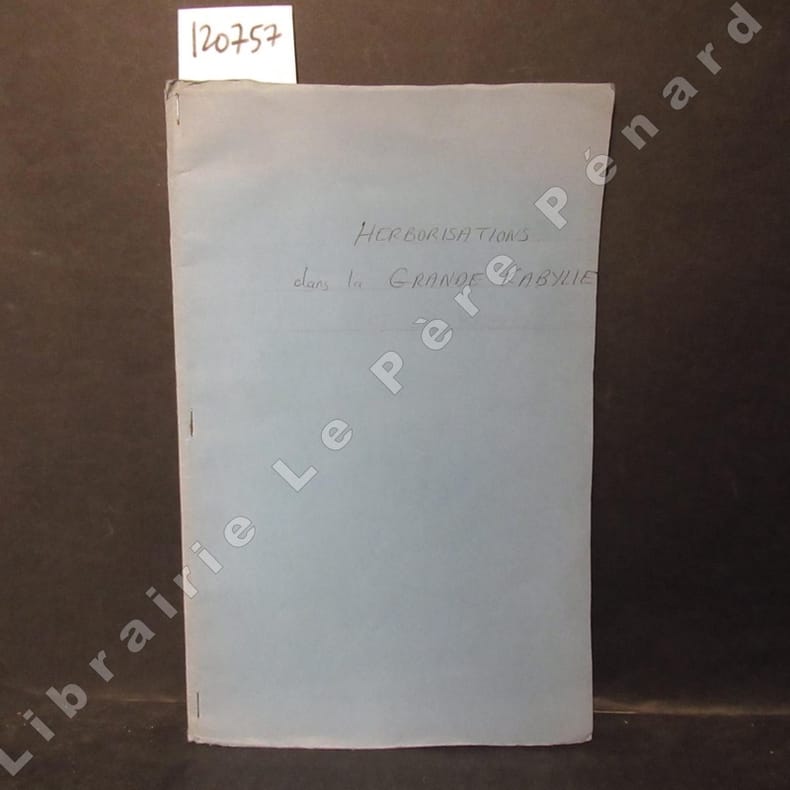 120757
HERBORISATIONS
dans la GRANDE KABYLIE
Librairie Le Père Pénard